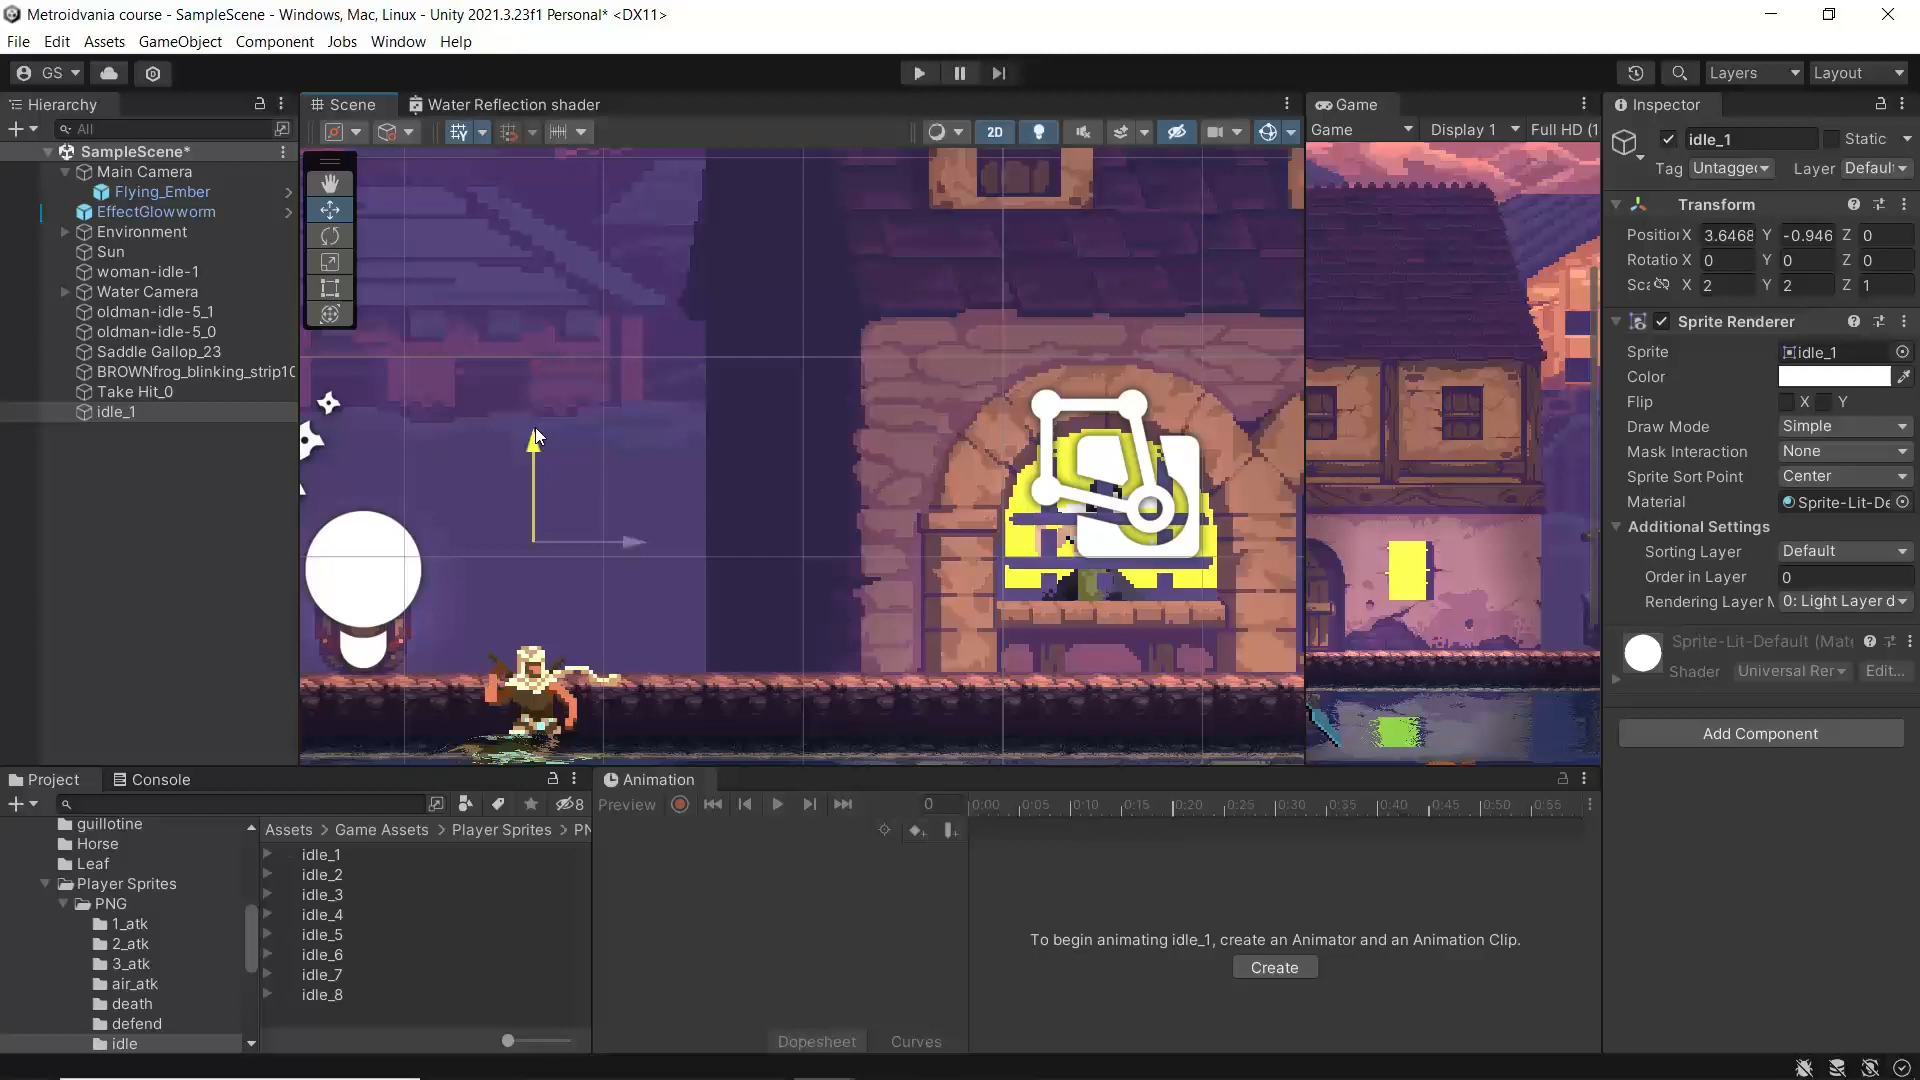 Metroidvania course - SampleScene - Windows, Mac, Linux - Unity 2021.3.23f1 Personal* <DX11>
File Edit Assets GameObject Component Jobs Window Help
GS Layers Layout
Hierarchy
All
SampleScene*
Main Camera
Flying_Ember
EffectGlowworm
Environment
Sun
woman-idle-1
Water Camera
oldman-idle-5_1
oldman-idle-5_0
Saddle Gallop_23
BROWNfrog_blinking_strip10
Take Hit_0
idle_1
Scene Water Reflection shader
2D
Game
Game Display 1 Full HD (1
Inspector
idle_1 Static
Tag Untagged Layer Default
Transform
Position X 3.6468 Y -0.946 Z 0
Rotatio X 0 Y 0 Z 0
Sca X 2 Y 2 Z 1
Sprite Renderer
Sprite idle_1
Color
Flip X Y
Draw Mode Simple
Mask Interaction None
Sprite Sort Point Center
Material Sprite-Lit-De
Additional Settings
Sorting Layer Default
Order in Layer 0
Rendering Layer M 0: Light Layer d
Sprite-Lit-Default (Mate
Shader Universal Rer Edit...
Add Component
Project Console
8
guillotine
Horse
Leaf
Player Sprites
PNG
1_atk
2_atk
3_atk
air_atk
death
defend
idle
Assets > Game Assets > Player Sprites > PN
idle_1
idle_2
idle_3
idle_4
idle_5
idle_6
idle_7
idle_8
Animation
Preview 0 0:00 0:05 0:10 0:15 0:20 0:25 0:30 0:35 0:40 0:45 0:50 0:55
To begin animating idle_1, create an Animator and an Animation Clip.
Create
Dopesheet Curves